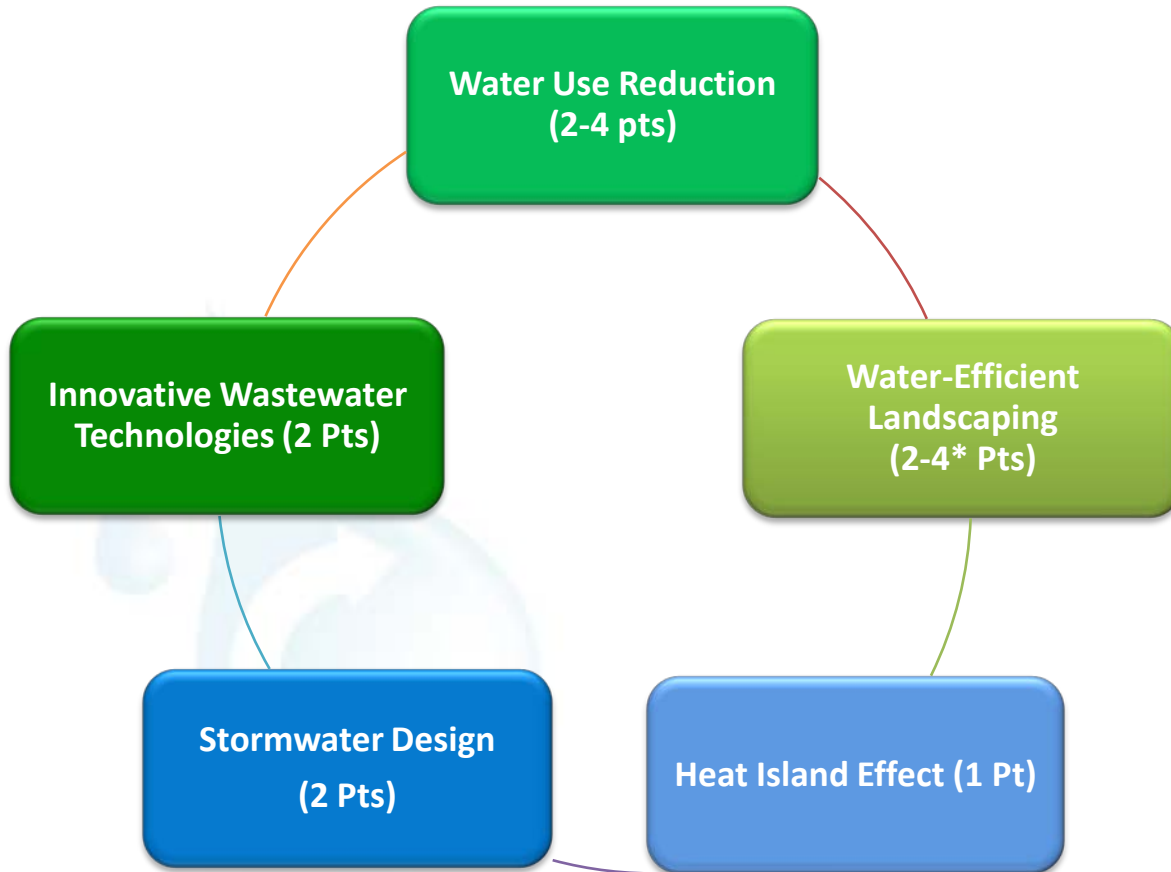 Water Use Reduction
(2-4 pts)
Innovative Wastewater
Technologies (2 Pts)
Water-Efficient
Landscaping
(2-4* Pts)
Stormwater Design
(2 Pts)
Heat Island Effect (1 Pt)